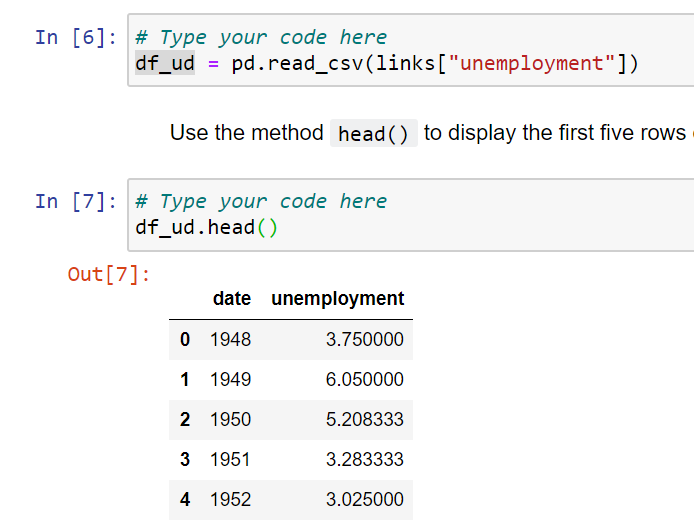 In [6]: # Type your code here
df_ud = pd.read_csv(links["unemployment"])
Use the method head() to display the first five rows
In [7]: # Type your code here
df_ud.head()
Out[7]:
date unemployment
0 1948 3.750000
1 1949 6.050000
2 1950 5.208333
3 1951 3.283333
4 1952 3.025000